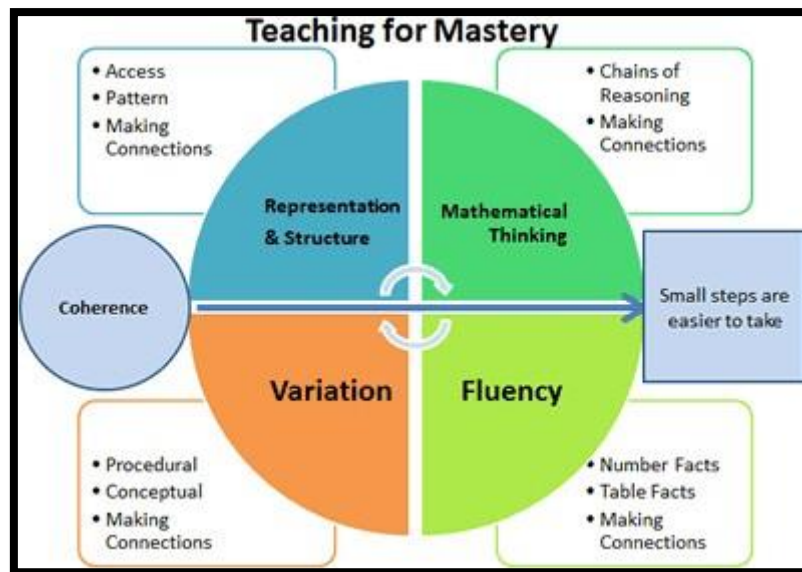 Teaching for Mastery
• Access
• Pattern
• Making
Connections
• Chains of
Reasoning
• Making
Connections
Representation
& Structure
Mathematical
Thinking
Coherence
Small steps are
easier to take
Variation
Fluency
• Procedural
• Conceptual
• Making
Connections
• Number Facts
• Table Facts
• Making
Connections